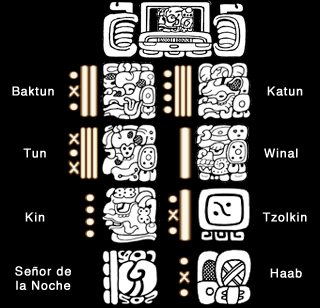 Baktun
Katun
Tun
Winal
Kin
Tzolkin
Señor de
la Noche
Haab